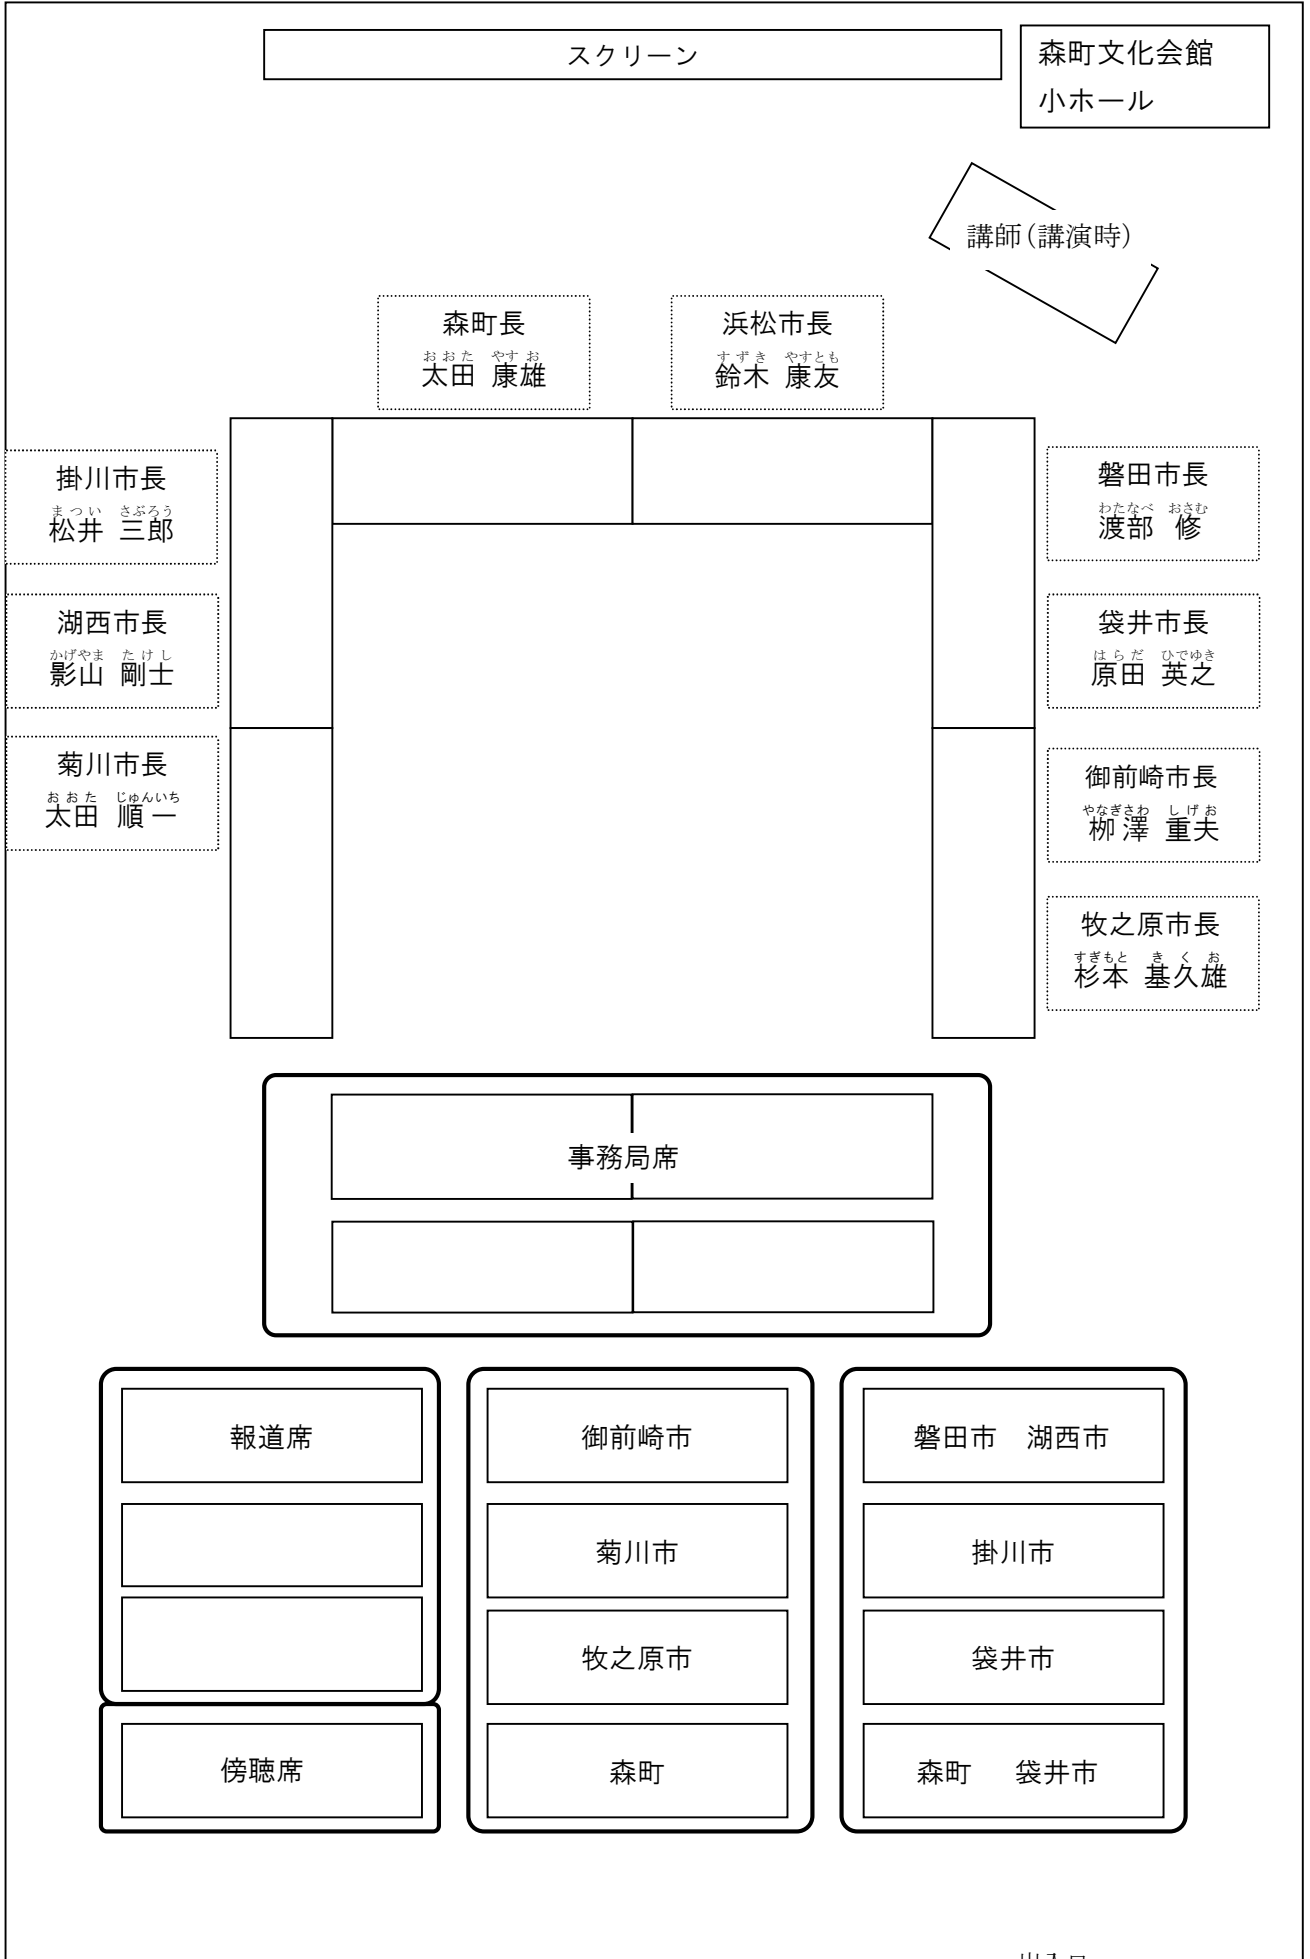 スクリーン
森町文化会館
小ホール
講師(講演時)
森町長
おおた やすお
太田 康雄
浜松市長
すずき やすとも
鈴木 康友
掛川市長
まつい さぶろう
松井 三郎
磐田市長
わたなべ おさむ
渡部 修
湖西市長
かげやま たけし
影山 剛士
袋井市長
はらだ ひでゆき
原田 英之
菊川市長
おおた じゅんいち
太田 順一
御前崎市長
やなぎさわ しげお
栁澤 重夫
牧之原市長
すぎもと きくお
杉本 基久雄
事務局席
報道席
御前崎市
磐田市 湖西市
菊川市
掛川市
牧之原市
袋井市
傍聴席
森町
森町 袋井市